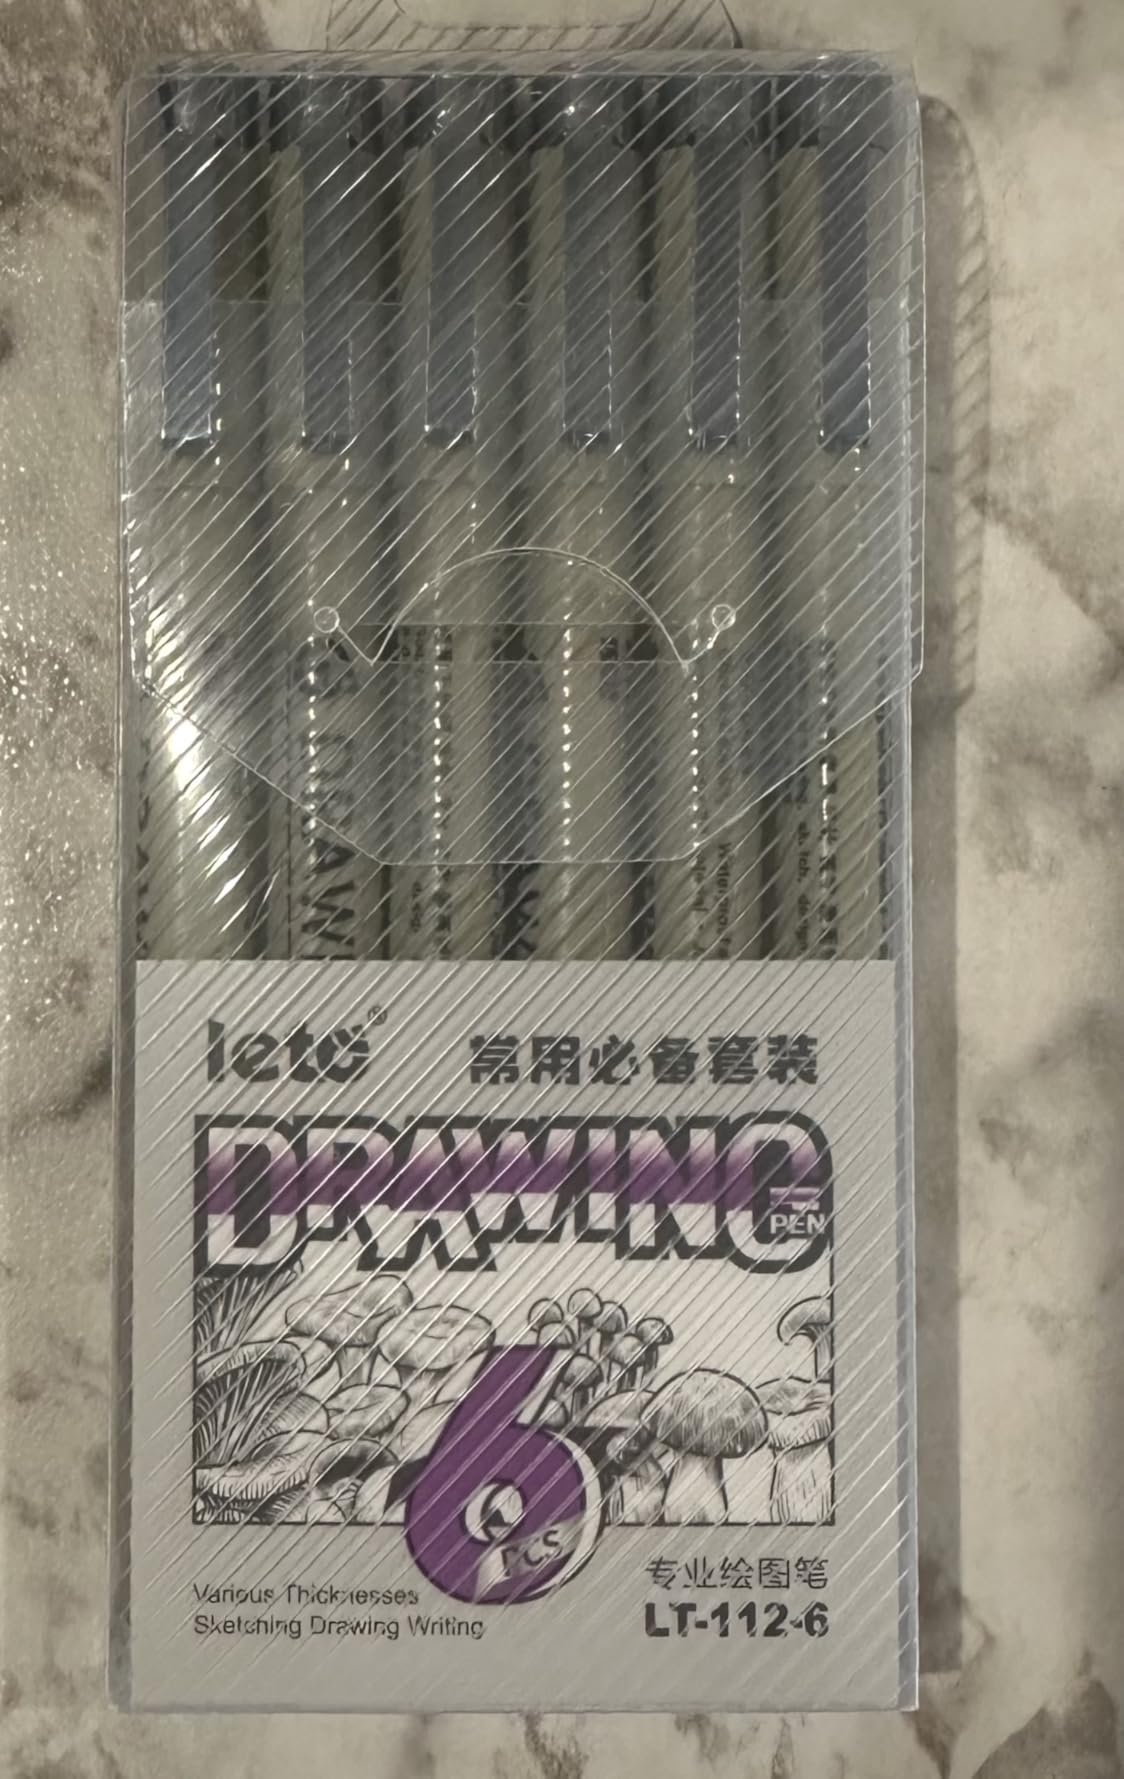 leto®
常用必备套装
DRAWING
PEN
6
PCS
Various Thicknesses
Sketching Drawing Writing
专业绘图笔
LT-112-6